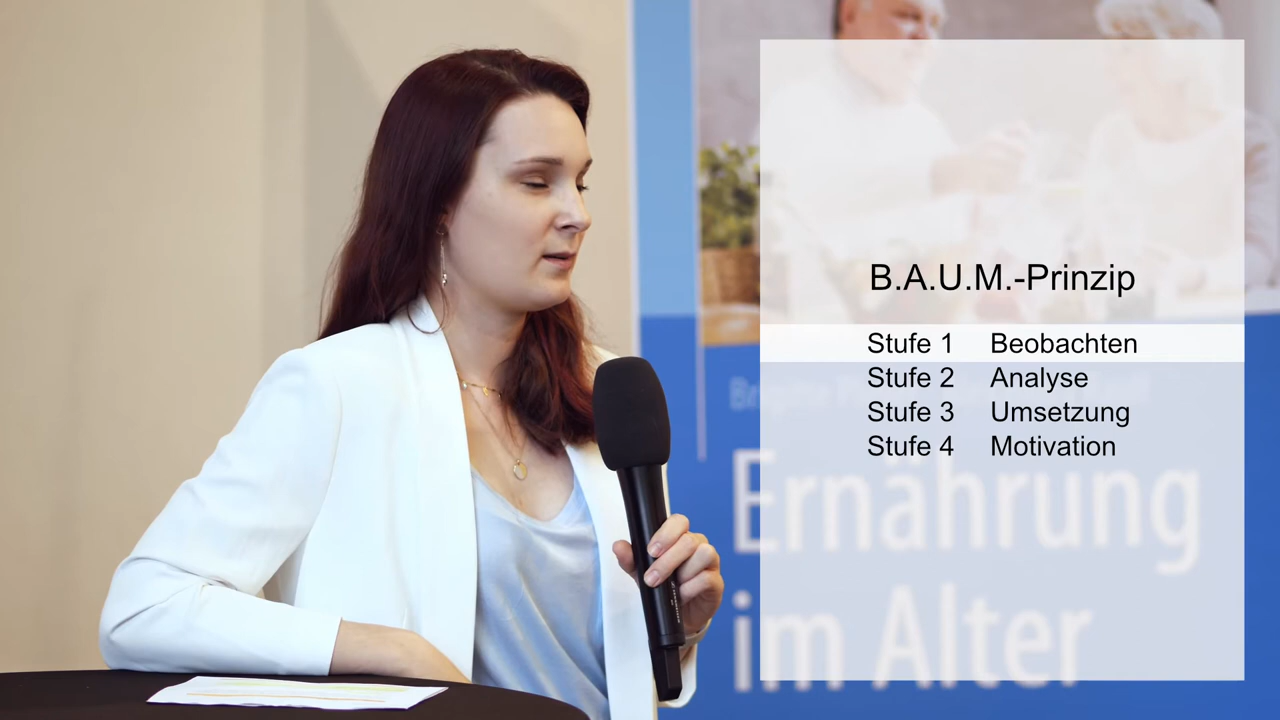 B.A.U.M.-Prinzip
Stufe 1 Beobachten
Stufe 2 Analyse
Stufe 3 Umsetzung
Stufe 4 Motivation
Ernährung
im Alter